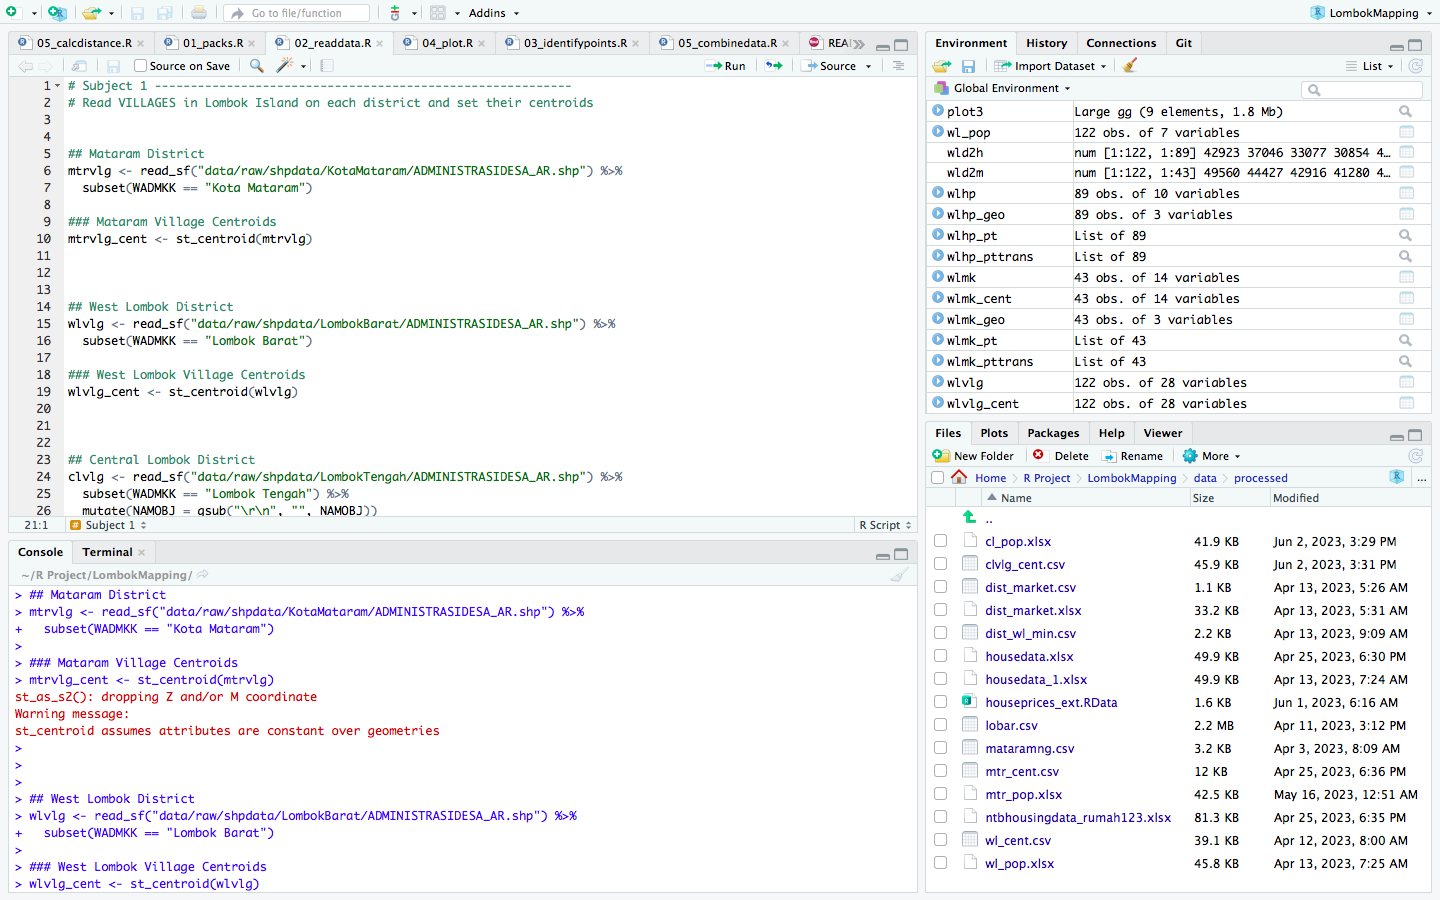 Go to file/function
Addins
LombokMapping
05_calcdistance.R
01_packs.R
02_readdata.R
04_plot.R
03_identifypoints.R
05_combinedata.R
REA
Source on Save
Run
Source
1 # Subject 1 ----------------------------------------------------------
2 # Read VILLAGES in Lombok Island on each district and set their centroids
3
4
5 ## Mataram District
6 mtrvlg <- read_sf("data/raw/shpdata/KotaMataram/ADMINISTRASIDESA_AR.shp") %>%
7   subset(WADMKK == "Kota Mataram")
8
9 ### Mataram Village Centroids
10 mtrvlg_cent <- st_centroid(mtrvlg)
11
12
13
14 ## West Lombok District
15 wlvlg <- read_sf("data/raw/shpdata/LombokBarat/ADMINISTRASIDESA_AR.shp") %>%
16   subset(WADMKK == "Lombok Barat")
17
18 ### West Lombok Village Centroids
19 wlvlg_cent <- st_centroid(wlvlg)
20
21
22
23 ## Central Lombok District
24 clvlg <- read_sf("data/raw/shpdata/LombokTengah/ADMINISTRASIDESA_AR.shp") %>%
25   subset(WADMKK == "Lombok Tengah") %>%
26   mutate(NAMOBJ = gsub("\r\n", "", NAMOBJ))
21:1 # Subject 1 R Script
Console Terminal
~/R Project/LombokMapping/
> ## Mataram District
> mtrvlg <- read_sf("data/raw/shpdata/KotaMataram/ADMINISTRASIDESA_AR.shp") %>%
+   subset(WADMKK == "Kota Mataram")
>
> ### Mataram Village Centroids
> mtrvlg_cent <- st_centroid(mtrvlg)
st_as_s2(): dropping Z and/or M coordinate
Warning message:
st_centroid assumes attributes are constant over geometries
>
>
>
> ## West Lombok District
> wlvlg <- read_sf("data/raw/shpdata/LombokBarat/ADMINISTRASIDESA_AR.shp") %>%
+   subset(WADMKK == "Lombok Barat")
>
> ### West Lombok Village Centroids
> wlvlg_cent <- st_centroid(wlvlg)
Environment History Connections Git
Import Dataset List
Global Environment
plot3 Large gg (9 elements, 1.8 Mb)
wl_pop 122 obs. of 7 variables
wld2h num [1:122, 1:89] 42923 37046 33077 30854 4…
wld2m num [1:122, 1:43] 49560 44427 42916 41280 4…
wlhp 89 obs. of 10 variables
wlhp_geo 89 obs. of 3 variables
wlhp_pt List of 89
wlhp_pttrans List of 89
wlmk 43 obs. of 14 variables
wlmk_cent 43 obs. of 14 variables
wlmk_geo 43 obs. of 3 variables
wlmk_pt List of 43
wlmk_pttrans List of 43
wlvlg 122 obs. of 28 variables
wlvlg_cent 122 obs. of 28 variables
Files Plots Packages Help Viewer
New Folder Delete Rename More
Home R Project LombokMapping data processed ...
Name Size Modified
..
cl_pop.xlsx 41.9 KB Jun 2, 2023, 3:29 PM
clvlg_cent.csv 45.9 KB Jun 2, 2023, 3:31 PM
dist_market.csv 1.1 KB Apr 13, 2023, 5:26 AM
dist_market.xlsx 33.2 KB Apr 13, 2023, 5:31 AM
dist_wl_min.csv 2.2 KB Apr 13, 2023, 9:09 AM
housedata.xlsx 49.9 KB Apr 25, 2023, 6:30 PM
housedata_1.xlsx 49.9 KB Apr 13, 2023, 7:24 AM
houseprices_ext.RData 1.6 KB Jun 1, 2023, 6:16 AM
lobar.csv 2.2 MB Apr 11, 2023, 3:12 PM
mataramng.csv 3.2 KB Apr 3, 2023, 8:09 AM
mtr_cent.csv 12 KB Apr 25, 2023, 6:36 PM
mtr_pop.xlsx 42.5 KB May 16, 2023, 12:51 AM
ntbhousingdata_rumah123.xlsx 81.3 KB Apr 25, 2023, 6:35 PM
wl_cent.csv 39.1 KB Apr 12, 2023, 8:00 AM
wl_pop.xlsx 45.8 KB Apr 13, 2023, 7:25 AM